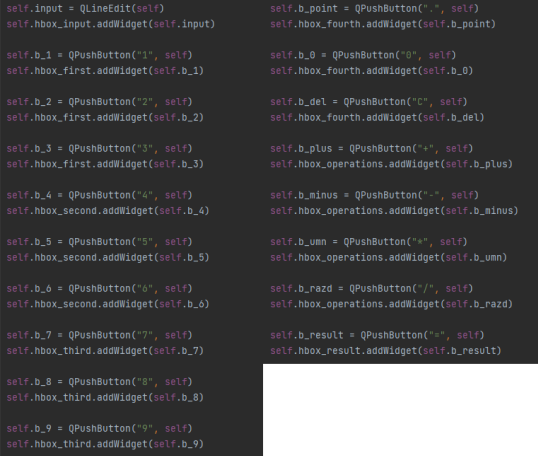 self.input = QLineEdit(self)
self.hbox_input.addWidget(self.input)
self.b_1 = QPushButton("1", self)
self.hbox_first.addWidget(self.b_1)
self.b_2 = QPushButton("2", self)
self.hbox_first.addWidget(self.b_2)
self.b_3 = QPushButton("3", self)
self.hbox_first.addWidget(self.b_3)
self.b_4 = QPushButton("4", self)
self.hbox_second.addWidget(self.b_4)
self.b_5 = QPushButton("5", self)
self.hbox_second.addWidget(self.b_5)
self.b_6 = QPushButton("6", self)
self.hbox_second.addWidget(self.b_6)
self.b_7 = QPushButton("7", self)
self.hbox_third.addWidget(self.b_7)
self.b_8 = QPushButton("8", self)
self.hbox_third.addWidget(self.b_8)
self.b_9 = QPushButton("9", self)
self.hbox_third.addWidget(self.b_9)
self.b_point = QPushButton(".", self)
self.hbox_fourth.addWidget(self.b_point)
self.b_0 = QPushButton("0", self)
self.hbox_fourth.addWidget(self.b_0)
self.b_del = QPushButton("C", self)
self.hbox_fourth.addWidget(self.b_del)
self.b_plus = QPushButton("+", self)
self.hbox_operations.addWidget(self.b_plus)
self.b_minus = QPushButton("-", self)
self.hbox_operations.addWidget(self.b_minus)
self.b_umn = QPushButton("*", self)
self.hbox_operations.addWidget(self.b_umn)
self.b_razd = QPushButton("/", self)
self.hbox_operations.addWidget(self.b_razd)
self.b_result = QPushButton("=", self)
self.hbox_result.addWidget(self.b_result)